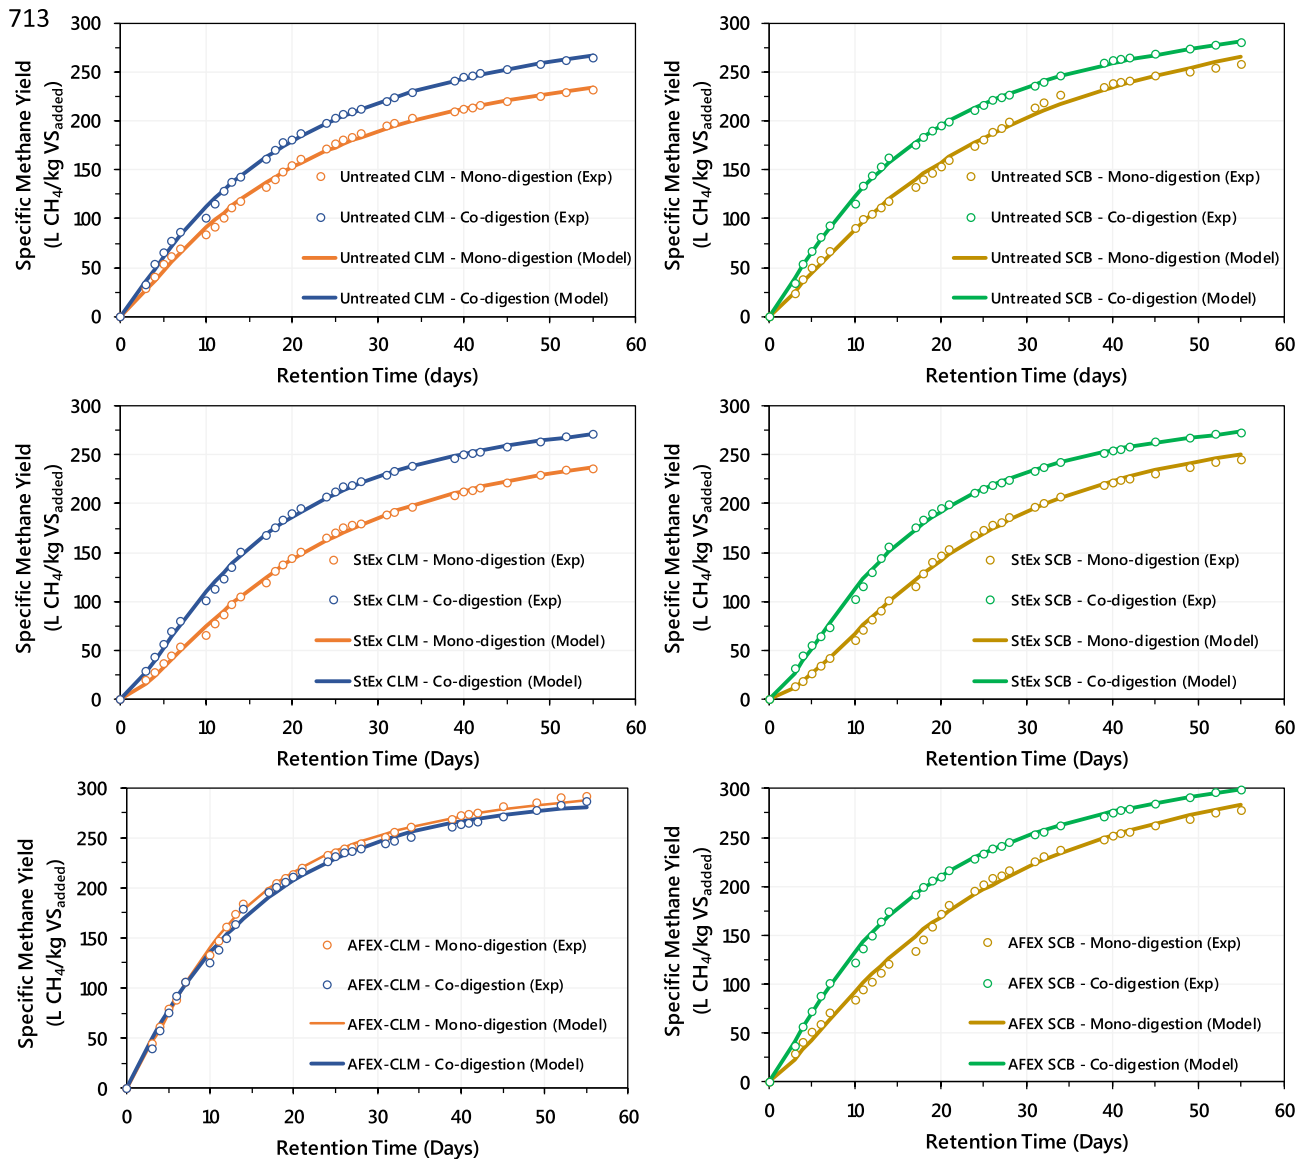 713
300
250
200
150
100
50
0
0 10 20 30 40 50 60
Specific Methane Yield
(L CH₄/kg VSadded)
Retention Time (days)
Untreated CLM - Mono-digestion (Exp)
Untreated CLM - Co-digestion (Exp)
Untreated CLM - Mono-digestion (Model)
Untreated CLM - Co-digestion (Model)
300
250
200
150
100
50
0
0 10 20 30 40 50 60
Specific Methane Yield
(L CH₄/kg VSadded)
Retention Time (days)
Untreated SCB - Mono-digestion (Exp)
Untreated SCB - Co-digestion (Exp)
Untreated SCB - Mono-digestion (Model)
Untreated SCB - Co-digestion (Model)
300
250
200
150
100
50
0
0 10 20 30 40 50 60
Specific Methane Yield
(L CH₄/kg VSadded)
Retention Time (Days)
StEx CLM - Mono-digestion (Exp)
StEx CLM - Co-digestion (Exp)
StEx CLM - Mono-digestion (Model)
StEx CLM - Co-digestion (Model)
300
250
200
150
100
50
0
0 10 20 30 40 50 60
Specific Methane Yield
(L CH₄/kg VSadded)
Retention Time (Days)
StEx SCB - Mono-digestion (Exp)
StEx SCB - Co-digestion (Exp)
StEx SCB - Mono-digestion (Model)
StEx SCB - Co-digestion (Model)
300
250
200
150
100
50
0
0 10 20 30 40 50 60
Specific Methane Yield
(L CH₄/kg VSadded)
Retention Time (Days)
AFEX-CLM - Mono-digestion (Exp)
AFEX-CLM - Co-digestion (Exp)
AFEX-CLM - Mono-digestion (Model)
AFEX-CLM - Co-digestion (Model)
300
250
200
150
100
50
0
0 10 20 30 40 50 60
Specific Methane Yield
(L CH₄/kg VSadded)
Retention Time (Days)
AFEX SCB - Mono-digestion (Exp)
AFEX SCB - Co-digestion (Exp)
AFEX SCB - Mono-digestion (Model)
AFEX SCB - Co-digestion (Model)